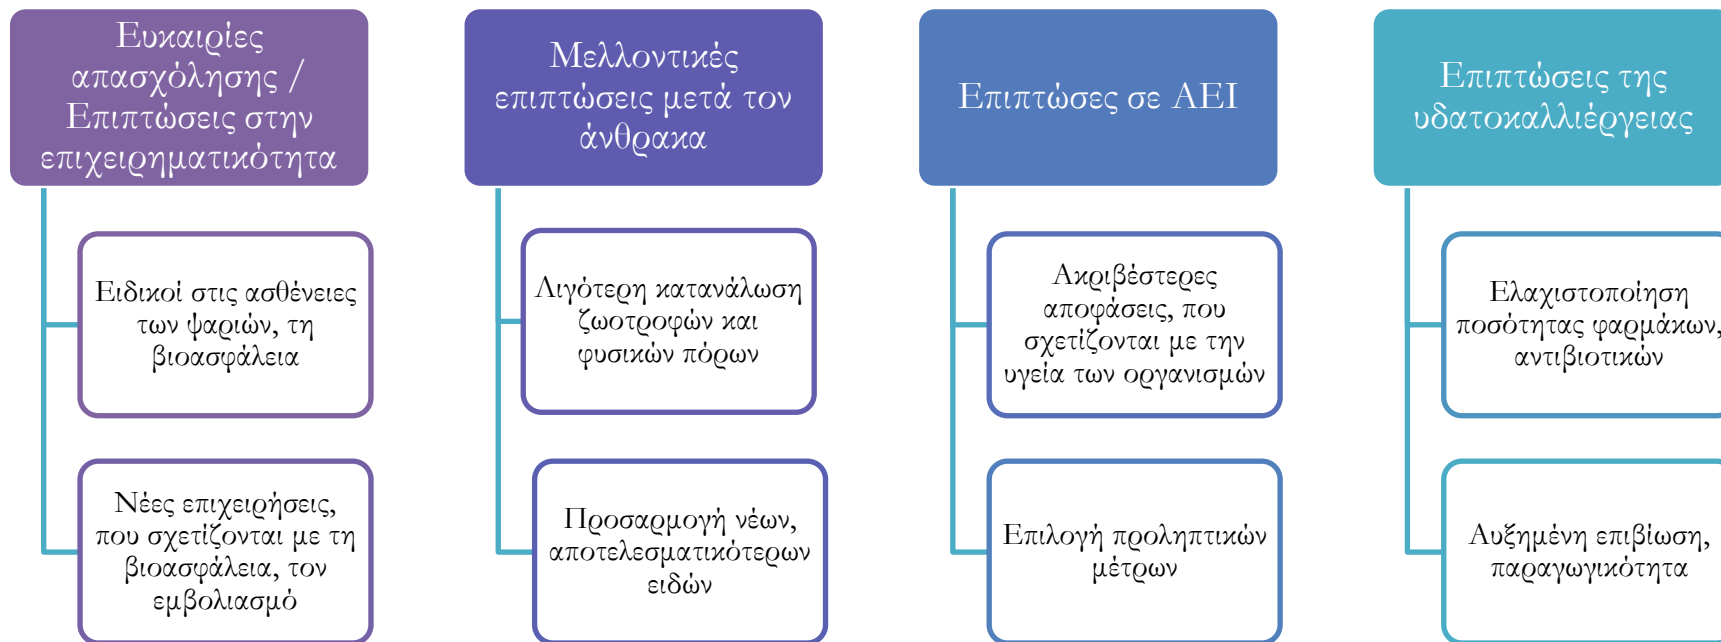 Ευκαιρίες
απασχόλησης /
Επιπτώσεις στην
επιχειρηματικότητα
Ειδικοί στις ασθένειες
των ψαριών, τη
βιοασφάλεια
Νέες επιχειρήσεις,
που σχετίζονται με τη
βιοασφάλεια, τον
εμβολιασμό
Μελλοντικές
επιπτώσεις μετά τον
άνθρακα
Λιγότερη κατανάλωση
ζωοτροφών και
φυσικών πόρων
Προσαρμογή νέων,
αποτελεσματικότερων
ειδών
Επιπτώσες σε ΑΕΙ
Ακριβέστερες
αποφάσεις, που
σχετίζονται με την
υγεία των οργανισμών
Επιλογή προληπτικών
μέτρων
Επιπτώσεις της
υδατοκαλλιέργειας
Ελαχιστοποίηση
ποσότητας φαρμάκων,
αντιβιοτικών
Αυξημένη επιβίωση,
παραγωγικότητα